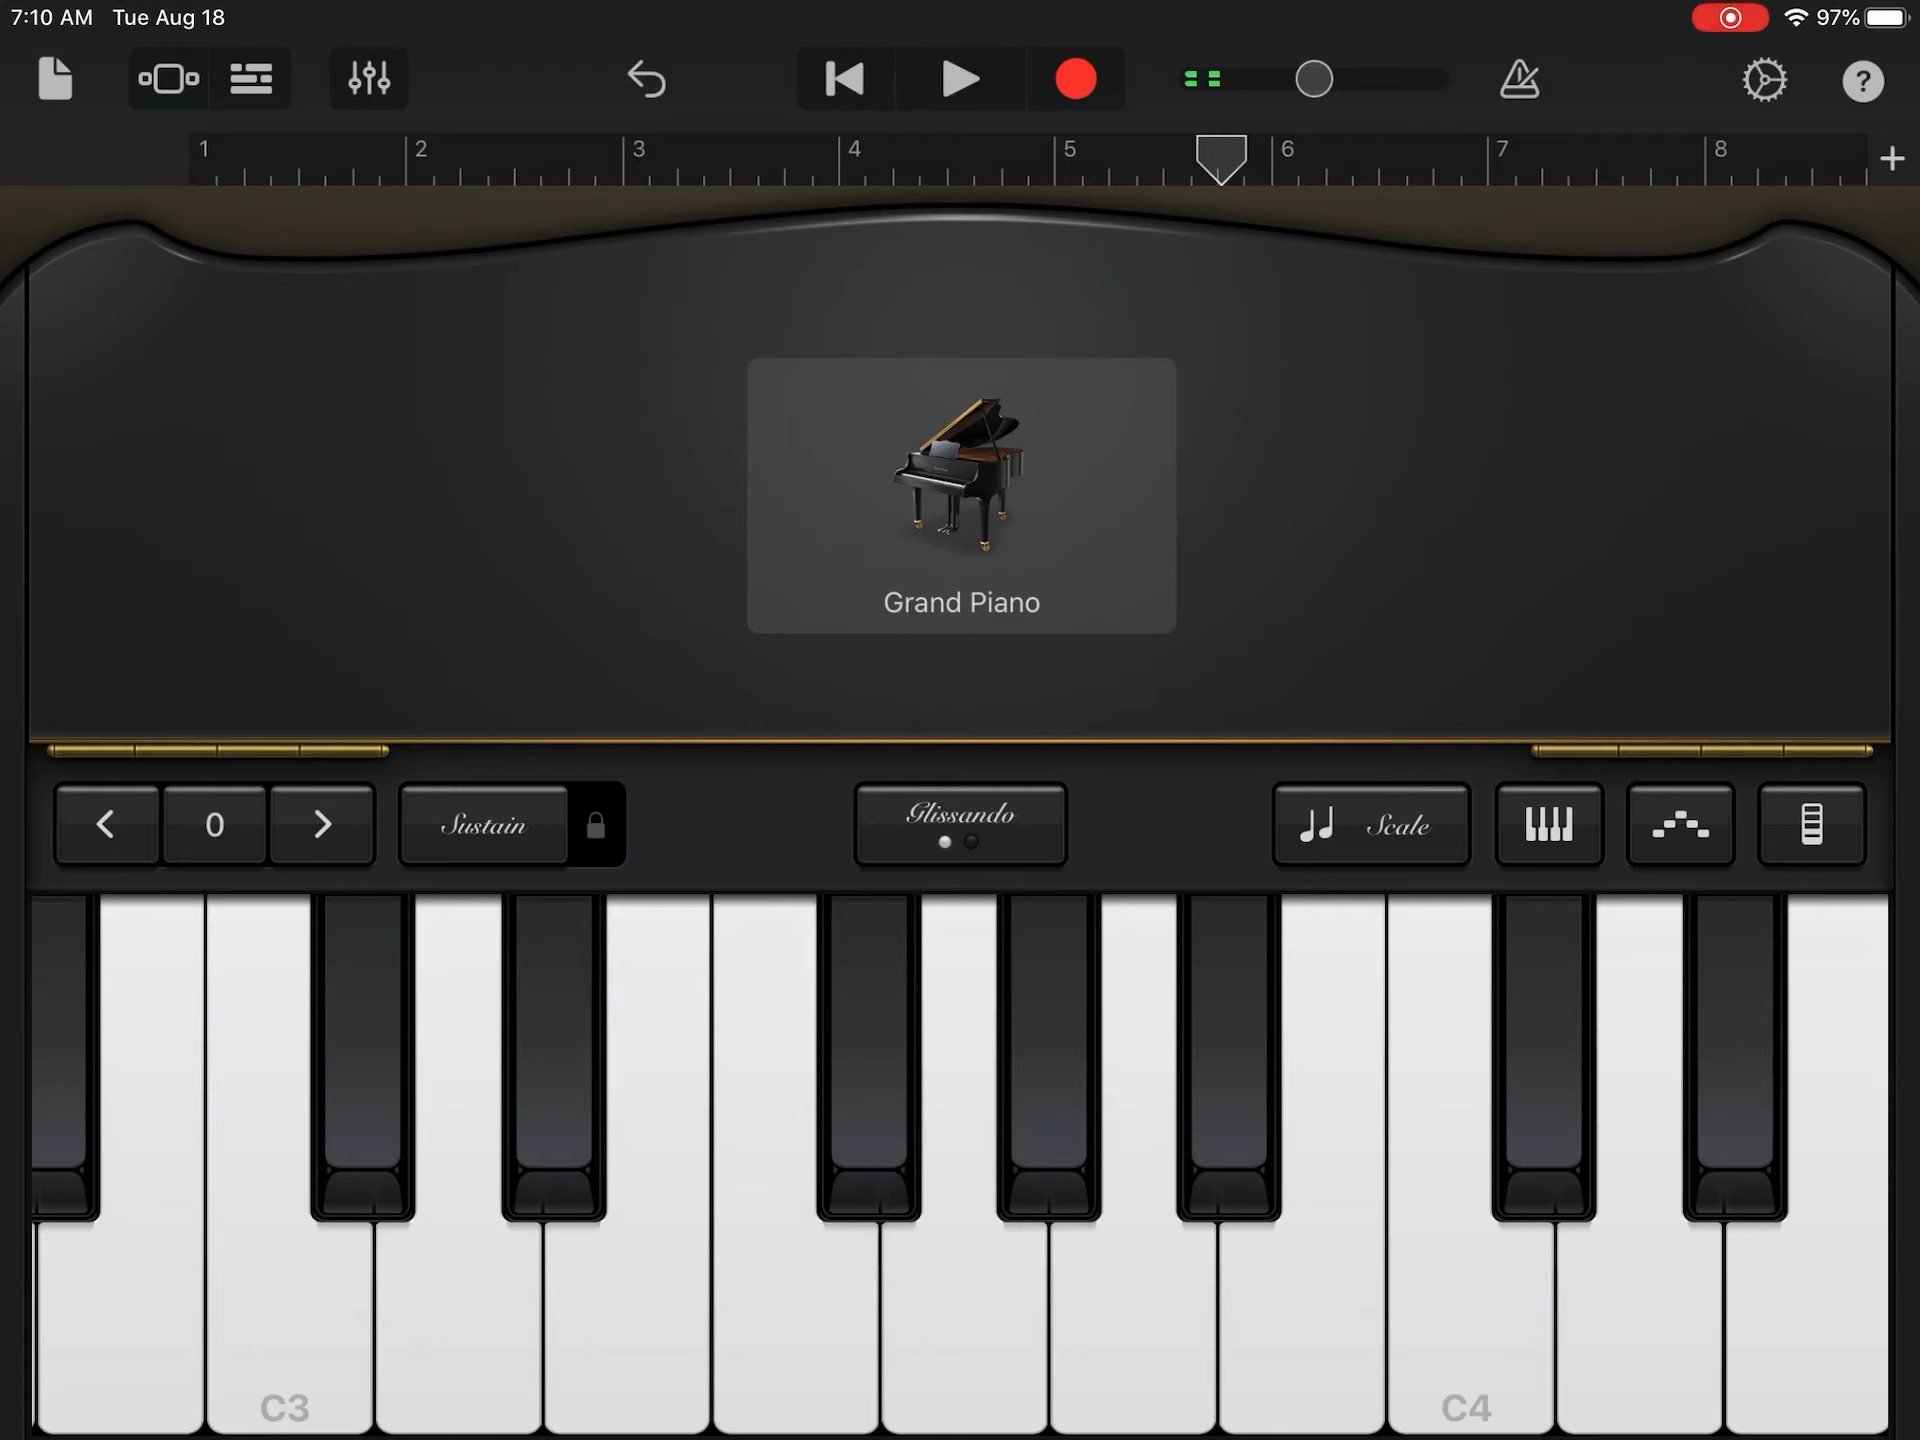 7:10 AM Tue Aug 18 97%
?
1 2 3 4 5 6 7 8 +
Grand Piano
0 Sustain Glissando Scale
C3 C4